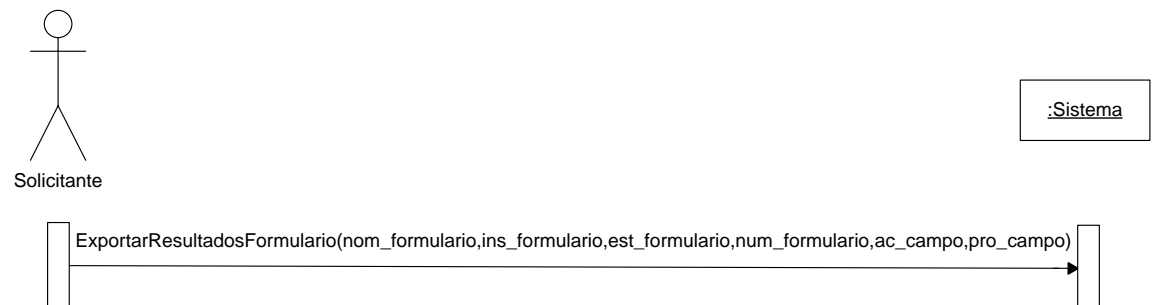 :Sistema
Solicitante
ExportarResultadosFormulario(nom_formulario,ins_formulario,est_formulario,num_formulario,ac_campo,pro_campo)